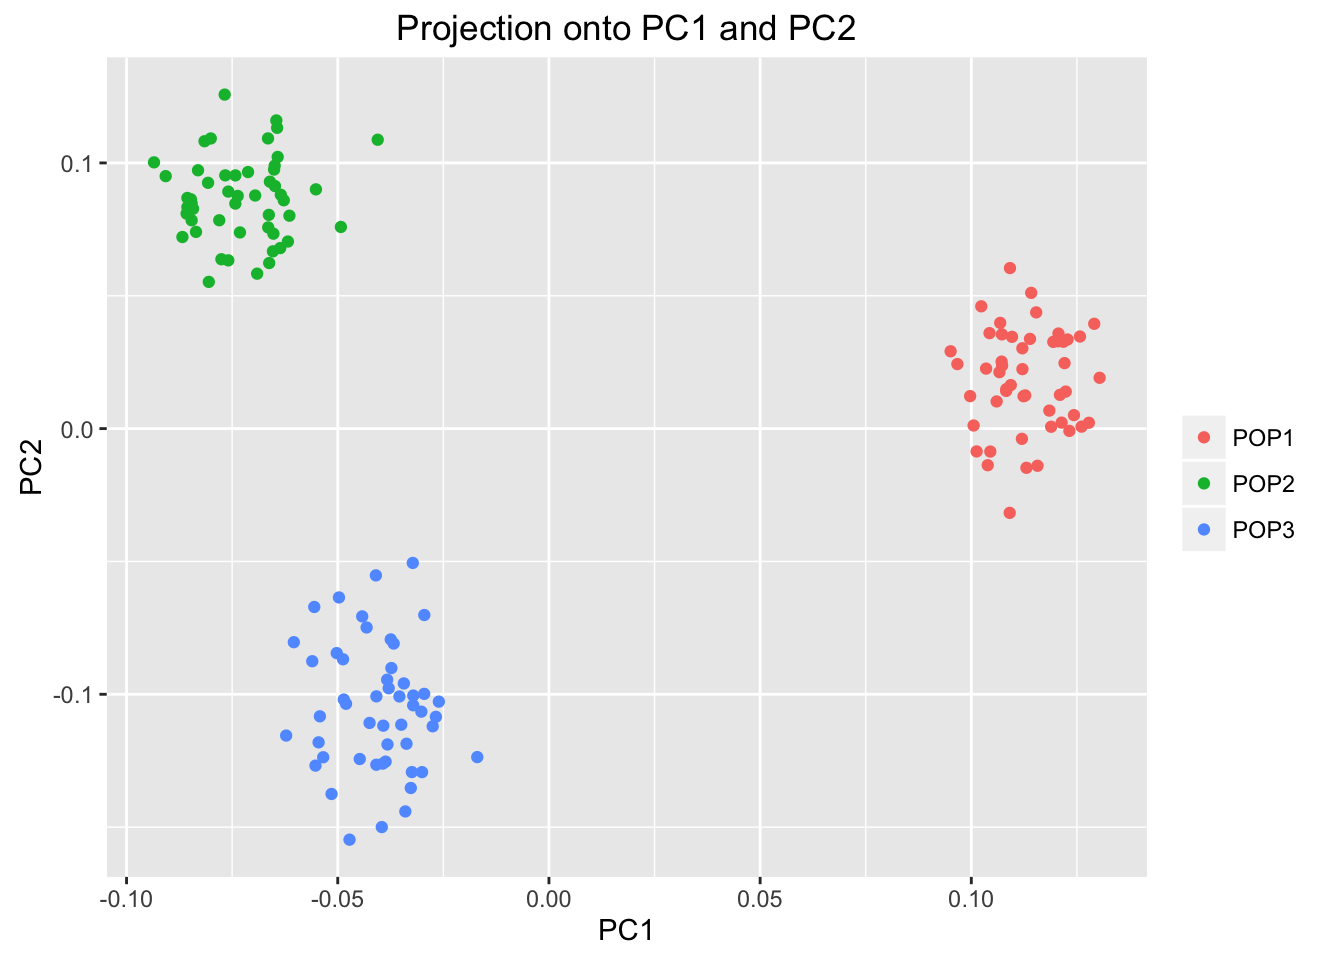 Projection onto PC1 and PC2
0.1
0.0
-0.1
PC2
-0.10
-0.05
0.00
0.05
0.10
PC1
POP1
POP2
POP3